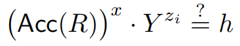 (Acc(R))^x · Y^{z_i} ≟ h